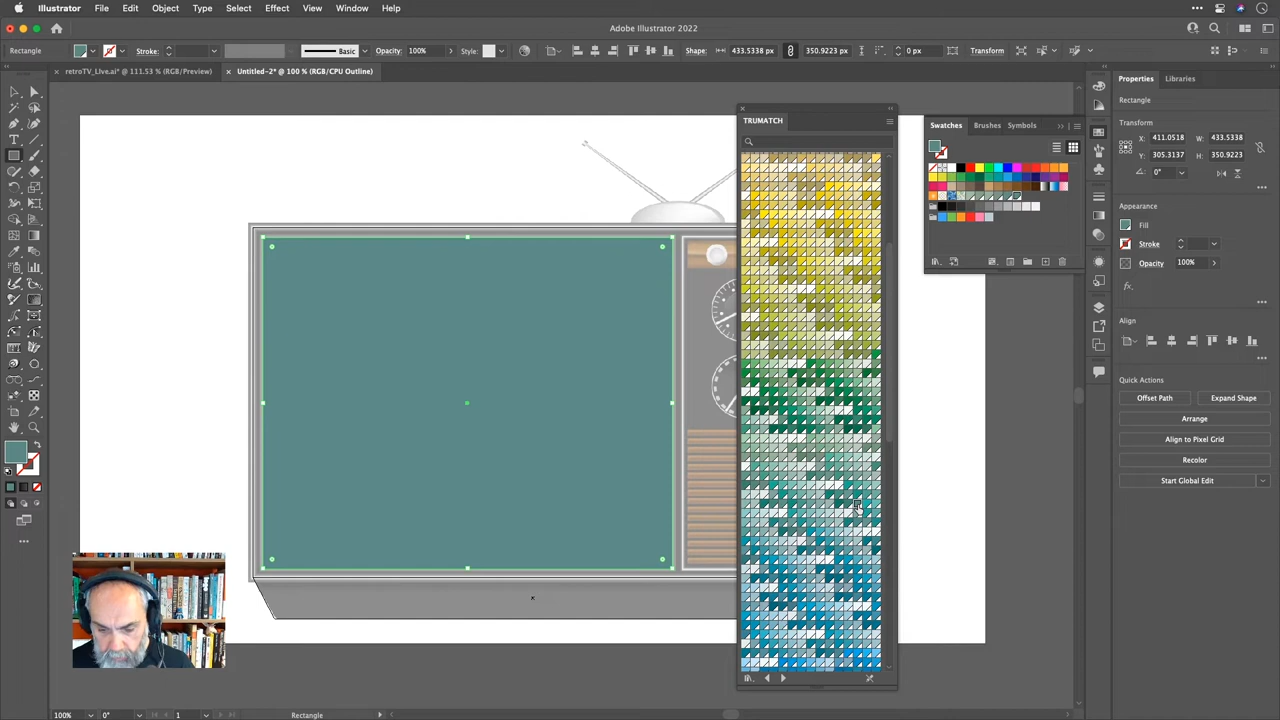 Illustrator File Edit Object Type Select Effect View Window Help
Adobe Illustrator 2022
Rectangle Stroke: Basic Opacity: 100% Style: Shape: 433.5338 px 350.9223 px 0 px Transform
× retroTV_LIve.ai* @ 111.53 % (RGB/Preview) × Untitled-2* @ 100 % (RGB/CPU Outline)
Properties Libraries
Rectangle
TRUMATCH
Swatches Brushes Symbols
Transform
X: 411.0518 W: 433.5338
Y: 305.3137 H: 350.9223
0°
Appearance
Fill
Stroke
Opacity 100%
fx.
Align
Quick Actions
Offset Path Expand Shape
Arrange
Align to Pixel Grid
Recolor
Start Global Edit
100% 0° 1 Rectangle